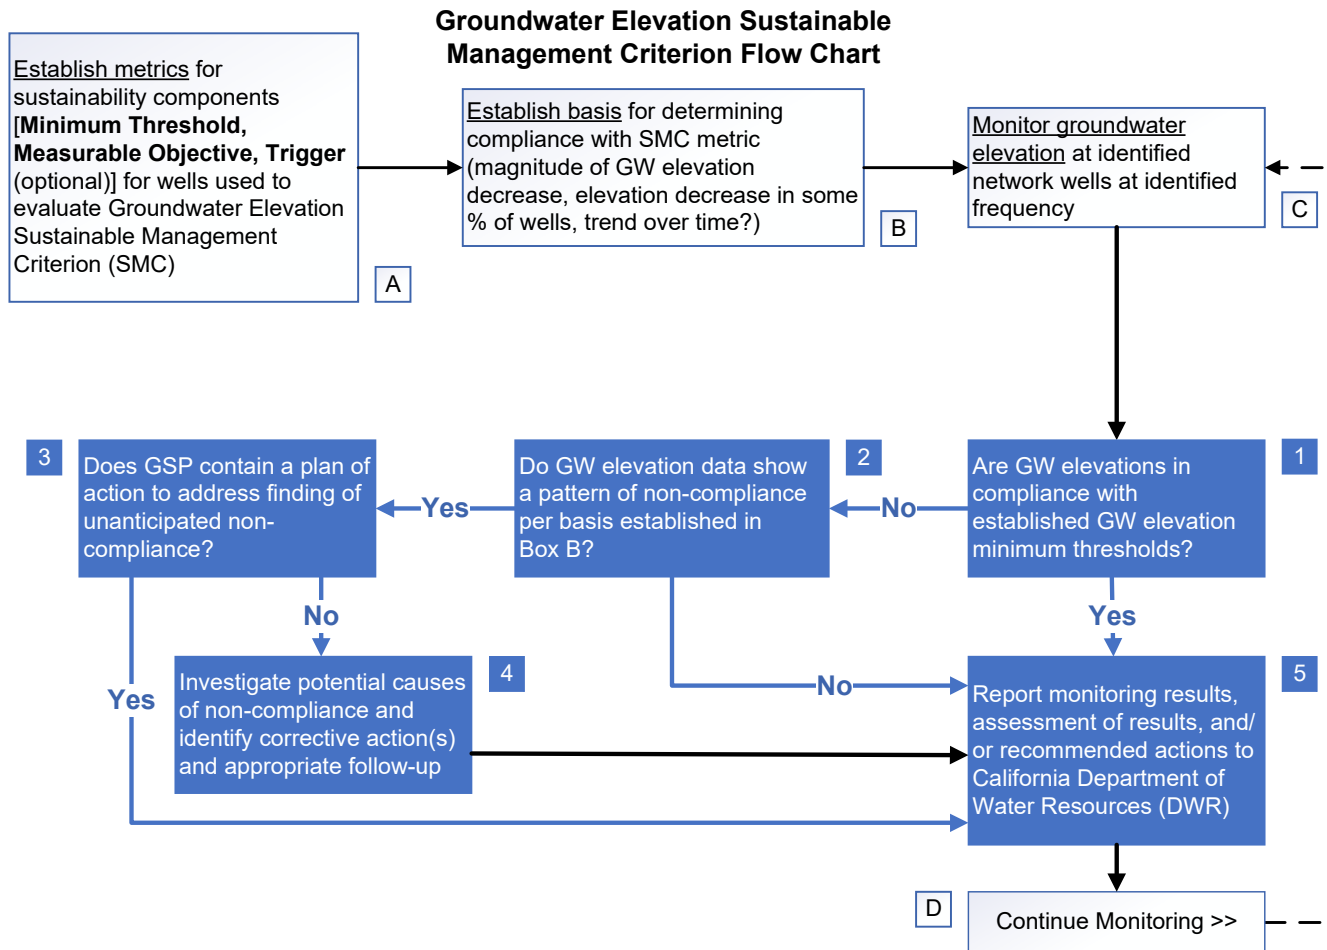 Groundwater Elevation Sustainable
Management Criterion Flow Chart
Establish metrics for
sustainability components
[Minimum Threshold,
Measurable Objective, Trigger
(optional)] for wells used to
evaluate Groundwater Elevation
Sustainable Management
Criterion (SMC)
A
Establish basis for determining
compliance with SMC metric
(magnitude of GW elevation
decrease, elevation decrease in some
% of wells, trend over time?)
B
Monitor groundwater
elevation at identified
network wells at identified
frequency
C
1
Are GW elevations in
compliance with
established GW elevation
minimum thresholds?
No
Yes
2
Do GW elevation data show
a pattern of non-compliance
per basis established in
Box B?
Yes
No
3
Does GSP contain a plan of
action to address finding of
unanticipated non-
compliance?
No
Yes
4
Investigate potential causes
of non-compliance and
identify corrective action(s)
and appropriate follow-up
5
Report monitoring results,
assessment of results, and/
or recommended actions to
California Department of
Water Resources (DWR)
D
Continue Monitoring >>